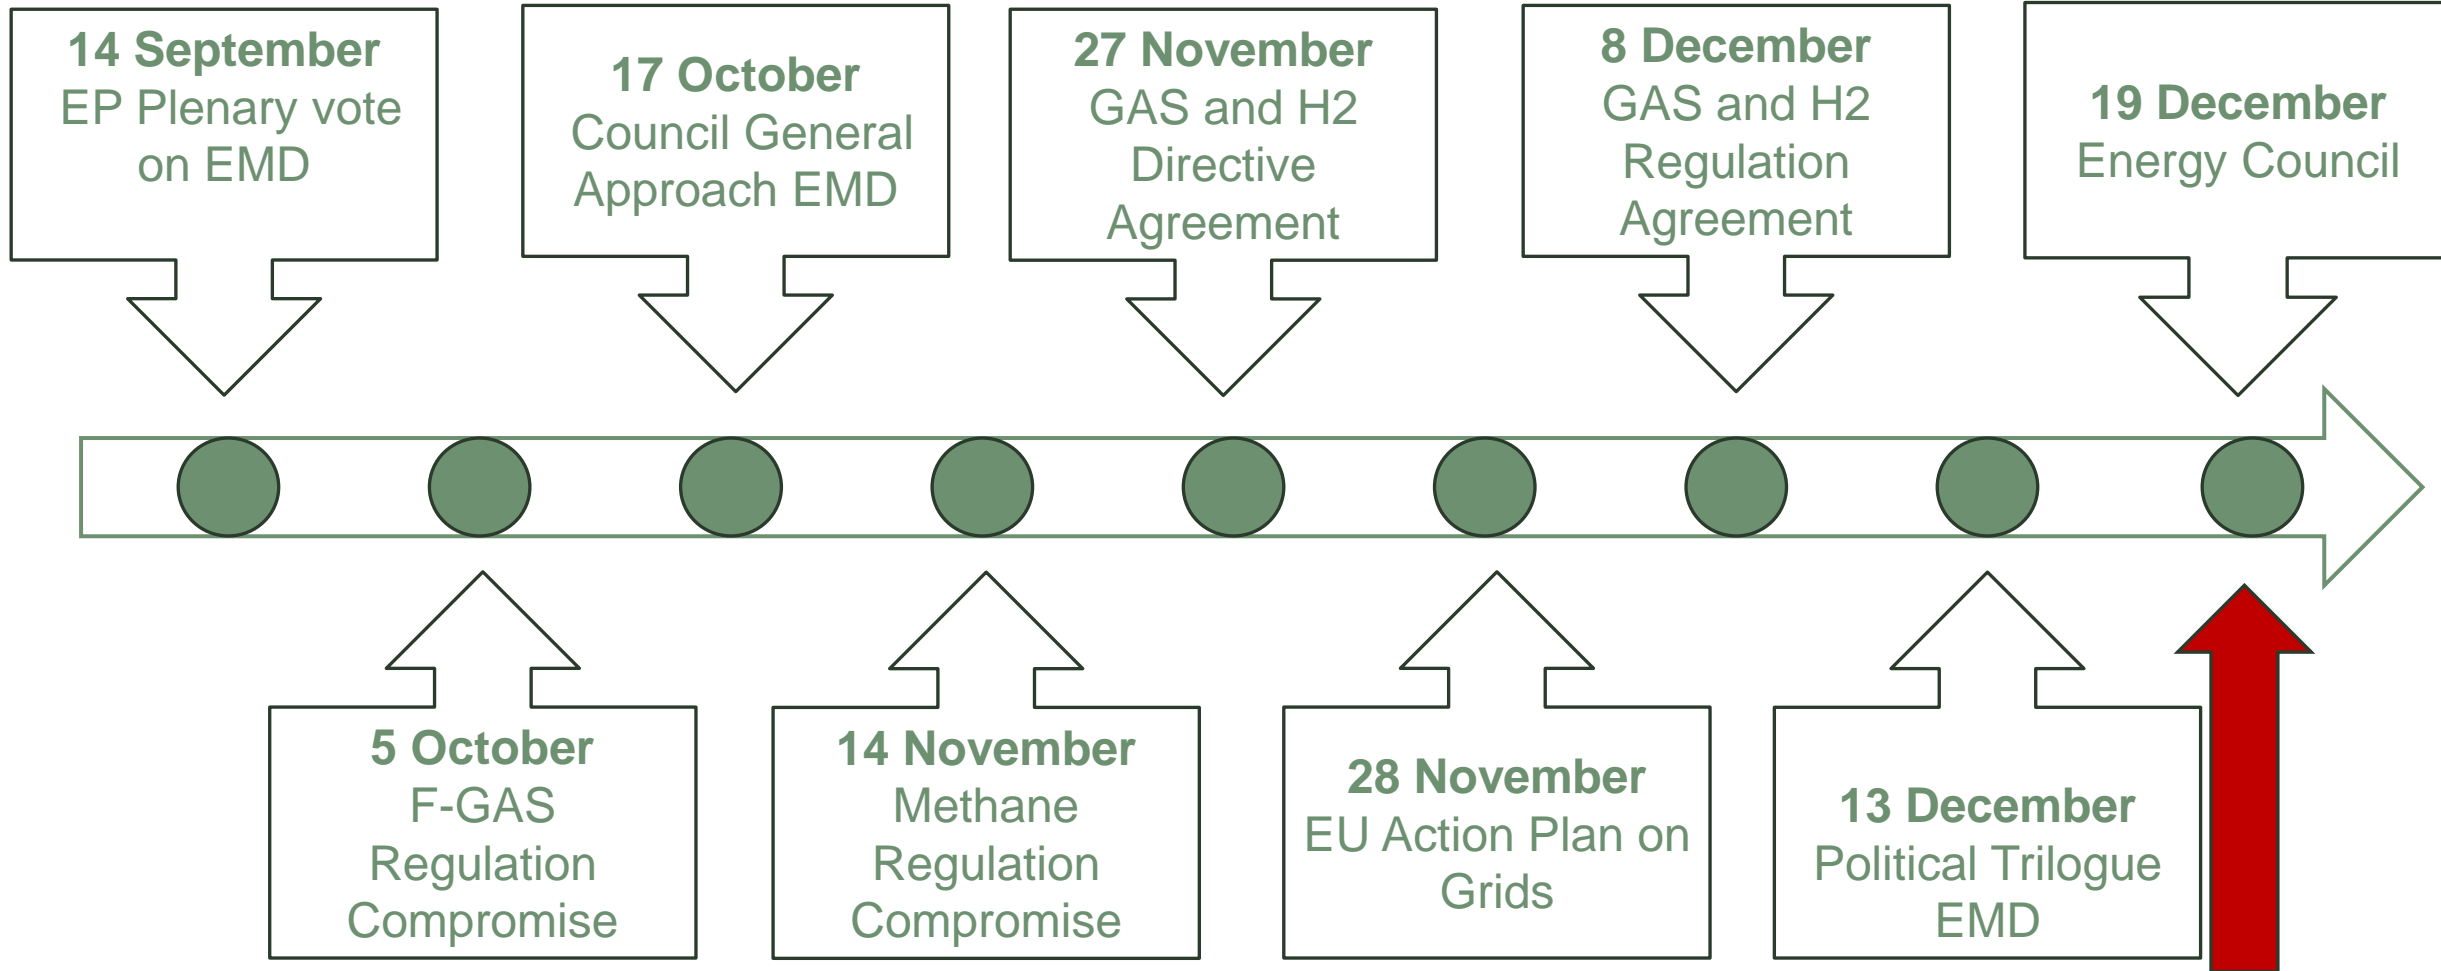 14 September
EP Plenary vote
on EMD
17 October
Council General
Approach EMD
27 November
GAS and H2
Directive
Agreement
8 December
GAS and H2
Regulation
Agreement
19 December
Energy Council
5 October
F-GAS
Regulation
Compromise
14 November
Methane
Regulation
Compromise
28 November
EU Action Plan on
Grids
13 December
Political Trilogue
EMD